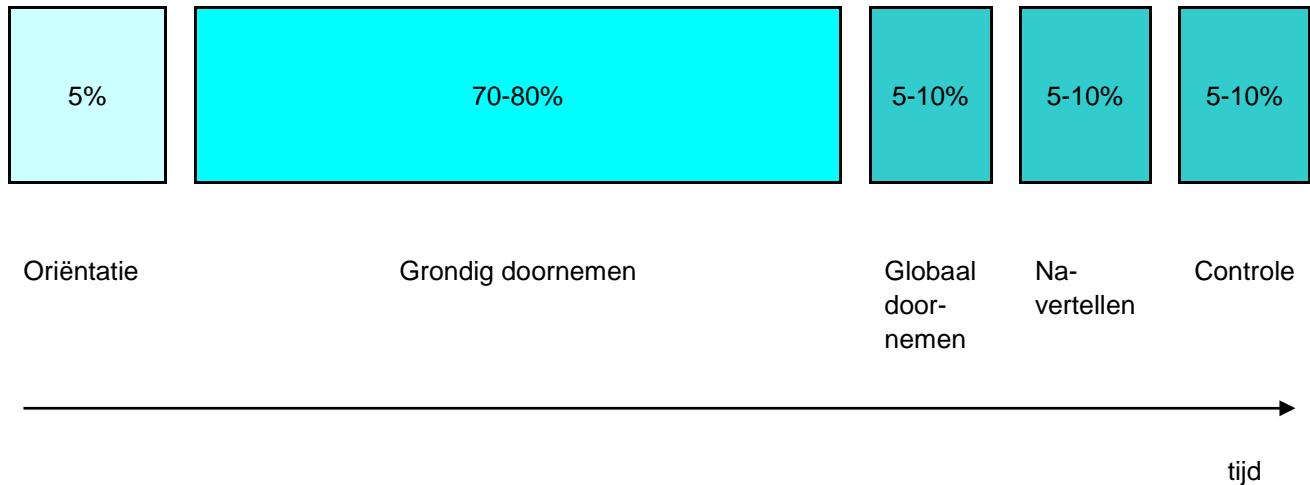 5%
70-80%
5-10%
5-10%
5-10%
Oriëntatie
Grondig doornemen
Globaal
door-
nemen
Na-
vertellen
Controle
tijd